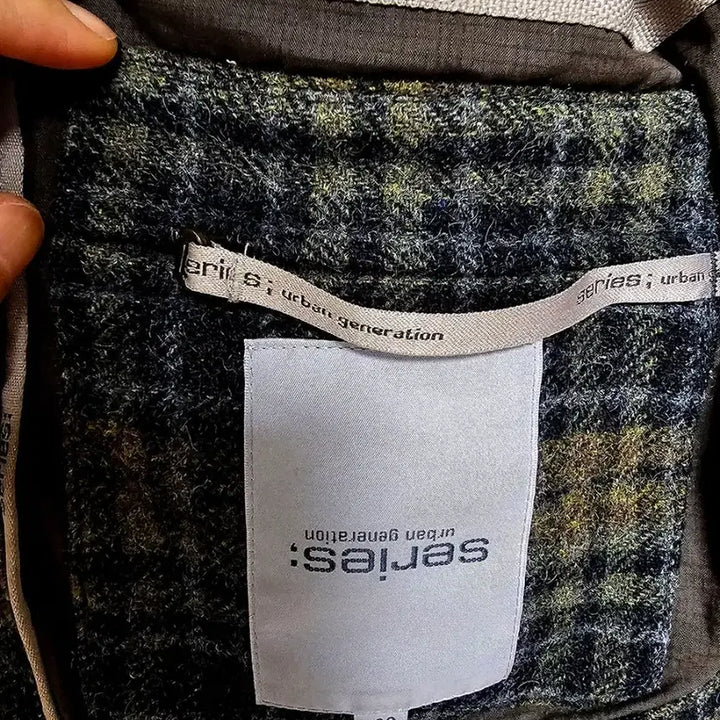 series; urban generation
series; urban
series;
urban generation